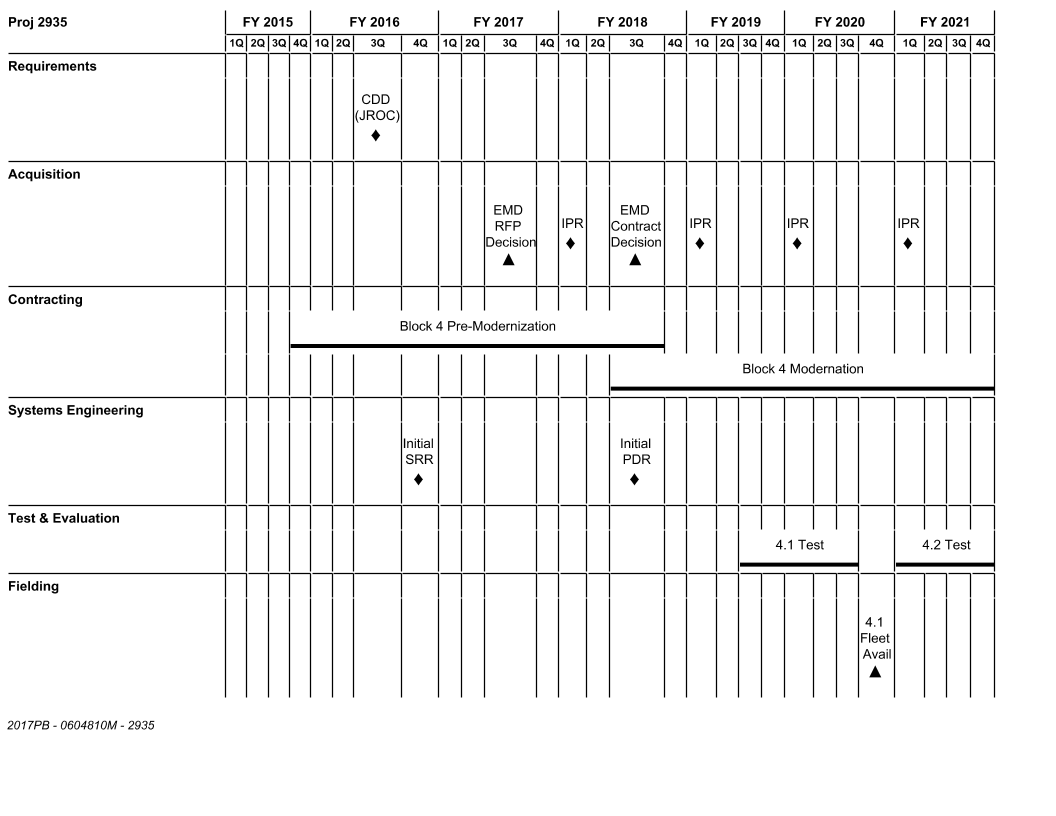 Proj 2935 FY 2015 FY 2016 FY 2017 FY 2018 FY 2019 FY 2020 FY 2021
1Q 2Q 3Q 4Q 1Q 2Q 3Q 4Q 1Q 2Q 3Q 4Q 1Q 2Q 3Q 4Q 1Q 2Q 3Q 4Q 1Q 2Q 3Q 4Q 1Q 2Q 3Q 4Q
Requirements
CDD
(JROC)
Acquisition
EMD
RFP
Decision
IPR
EMD
Contract
Decision
IPR
IPR
IPR
Contracting
Block 4 Pre-Modernization
Block 4 Modernation
Systems Engineering
Initial
SRR
Initial
PDR
Test & Evaluation
4.1 Test
4.2 Test
Fielding
4.1
Fleet
Avail
2017PB - 0604810M - 2935